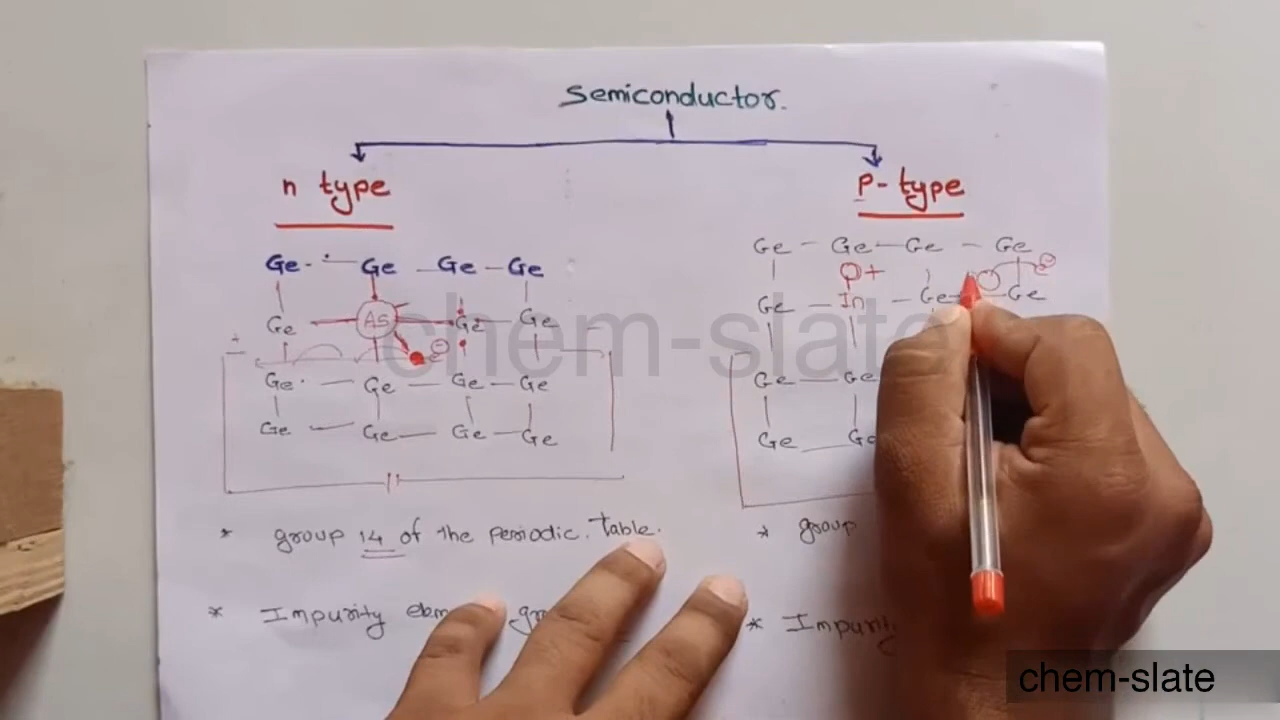 Semiconductor.
n type
P-type
Ge Ge Ge Ge
Ge As Ge Ge
Ge Ge Ge Ge
Ge Ge Ge Ge
Ge Ge Ge Ge
Ge In Ge Ge
Ge Ge
Ge Ge
* group 14 of the periodic. Table.
* group
* Impurity
* Impurity
chem-slate
chem-slate